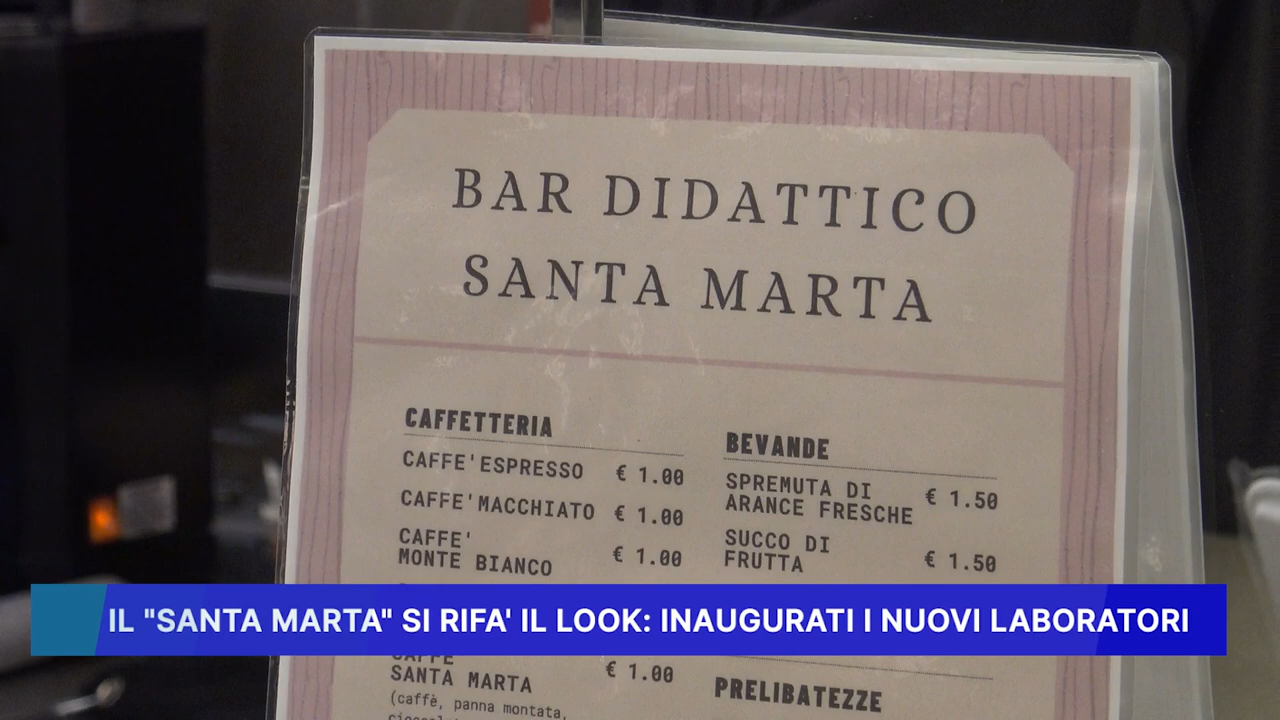 BAR DIDATTICO
SANTA MARTA
CAFFETTERIA
CAFFE'ESPRESSO € 1.00
CAFFE'MACCHIATO € 1.00
CAFFE'
MONTE BIANCO € 1.00
BEVANDE
SPREMUTA DI
ARANCE FRESCHE € 1.50
SUCCO DI
FRUTTA € 1.50
IL "SANTA MARTA" SI RIFA' IL LOOK: INAUGURATI I NUOVI LABORATORI
CAFFE'
SANTA MARTA € 1.00
(caffè, panna montata,
PRELIBATEZZE